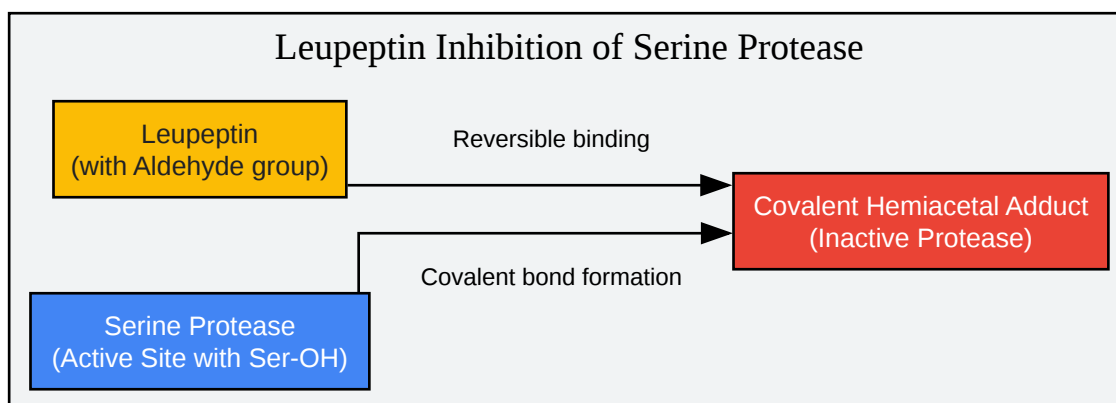 Leupeptin Inhibition of Serine Protease
Leupeptin
(with Aldehyde group)
Reversible binding
Covalent Hemiacetal Adduct
(Inactive Protease)
Covalent bond formation
Serine Protease
(Active Site with Ser-OH)